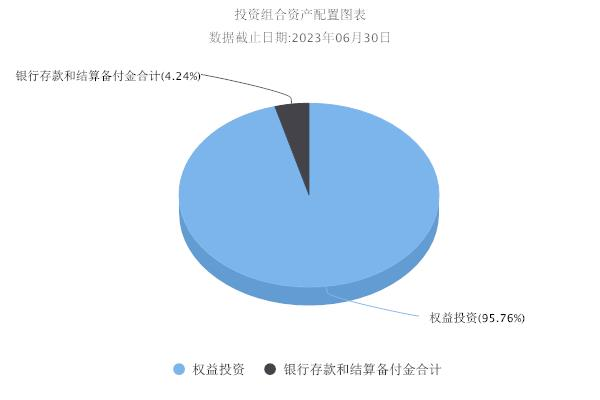 投资组合资产配置图表
数据截止日期:2023年06月30日
银行存款和结算备付金合计(4.24%)
权益投资(95.76%)
权益投资
银行存款和结算备付金合计